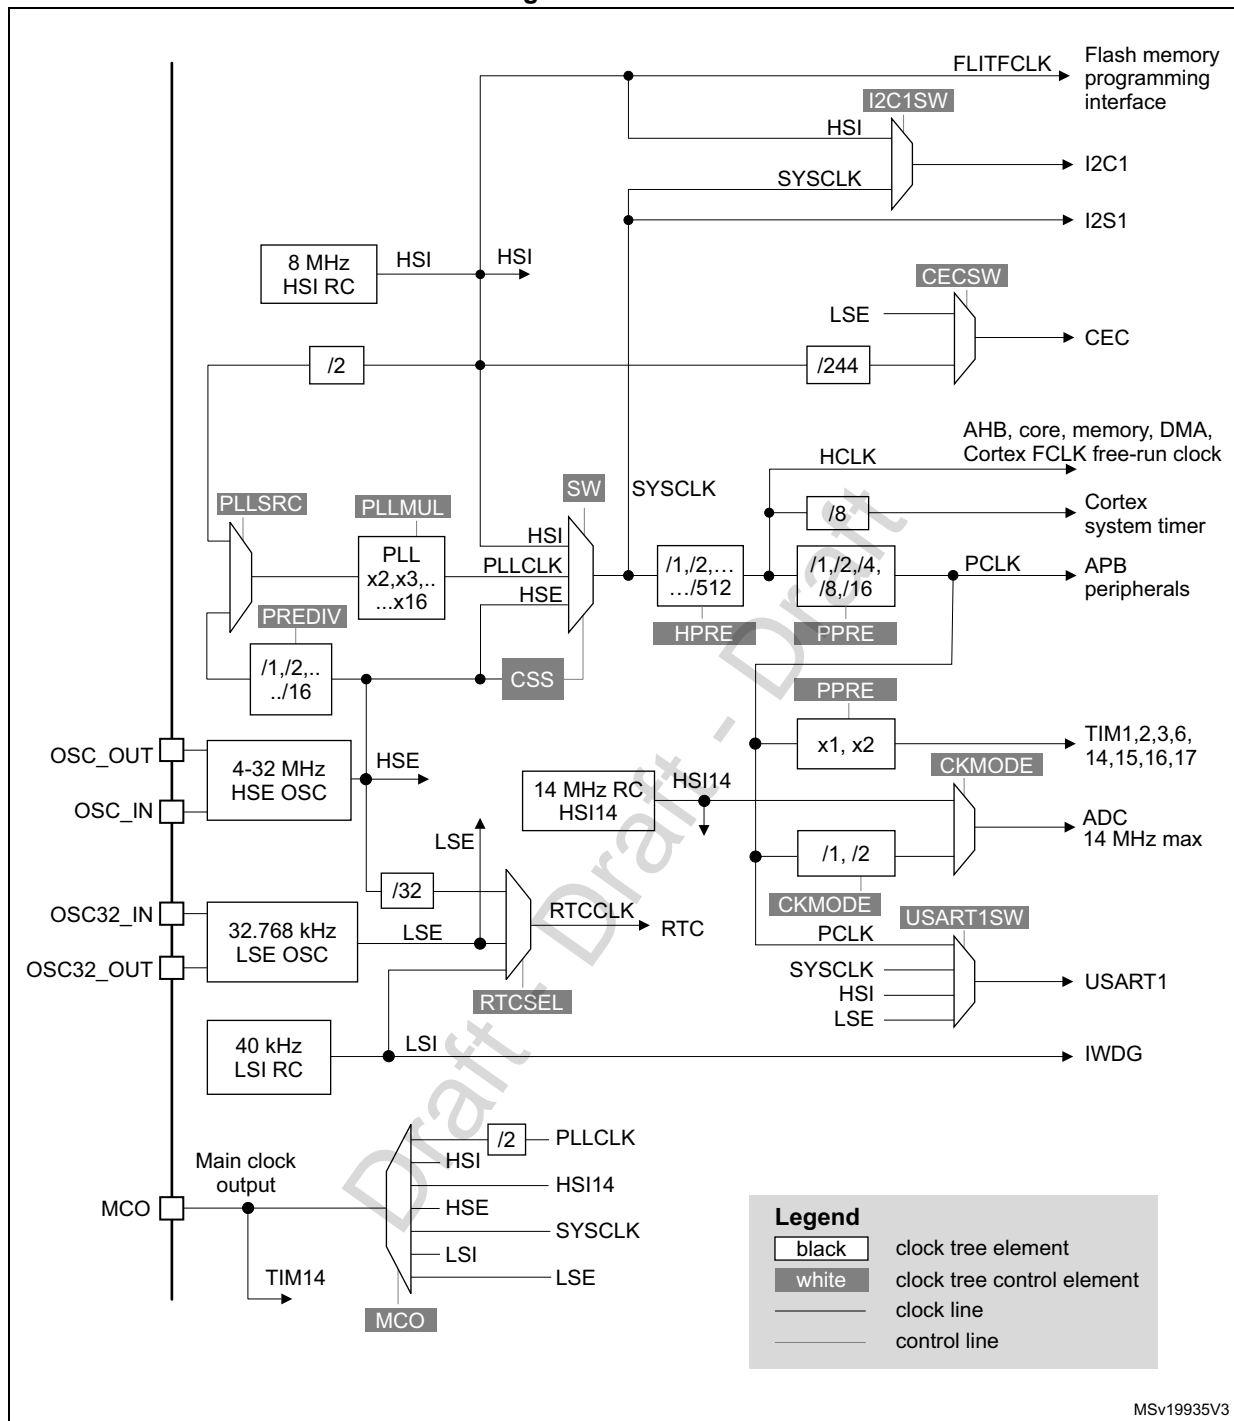 FLITFCLK
Flash memory
programming
interface
I2C1SW
HSI
I2C1
SYSCLK
I2S1
8 MHz
HSI RC
HSI
HSI
CECSW
LSE
CEC
/2
/244
AHB, core, memory, DMA,
Cortex FCLK free-run clock
HCLK
/8
Cortex
system timer
PLLSRC
PLLMUL
SW
SYSCLK
PLL
x2,x3,..
...x16
HSI
PLLCLK
HSE
/1,/2,...
.../512
/1,/2,/4,
/8,/16
PCLK
APB
peripherals
HPRE
PPRE
PREDIV
/1,/2,..
../16
CSS
PPRE
x1, x2
TIM1,2,3,6,
14,15,16,17
OSC_OUT
OSC_IN
4-32 MHz
HSE OSC
HSE
14 MHz RC
HSI14
HSI14
CKMODE
ADC
14 MHz max
/1, /2
CKMODE
LSE
/32
OSC32_IN
OSC32_OUT
32.768 kHz
LSE OSC
LSE
RTCCLK
RTC
RTCSEL
USART1SW
PCLK
SYSCLK
HSI
LSE
USART1
40 kHz
LSI RC
LSI
IWDG
/2
PLLCLK
HSI
HSI14
HSE
SYSCLK
LSI
LSE
Main clock
output
MCO
TIM14
MCO
Legend
black
clock tree element
white
clock tree control element
clock line
control line
Draft - Draft - Draft - Draft
MSv19935V3